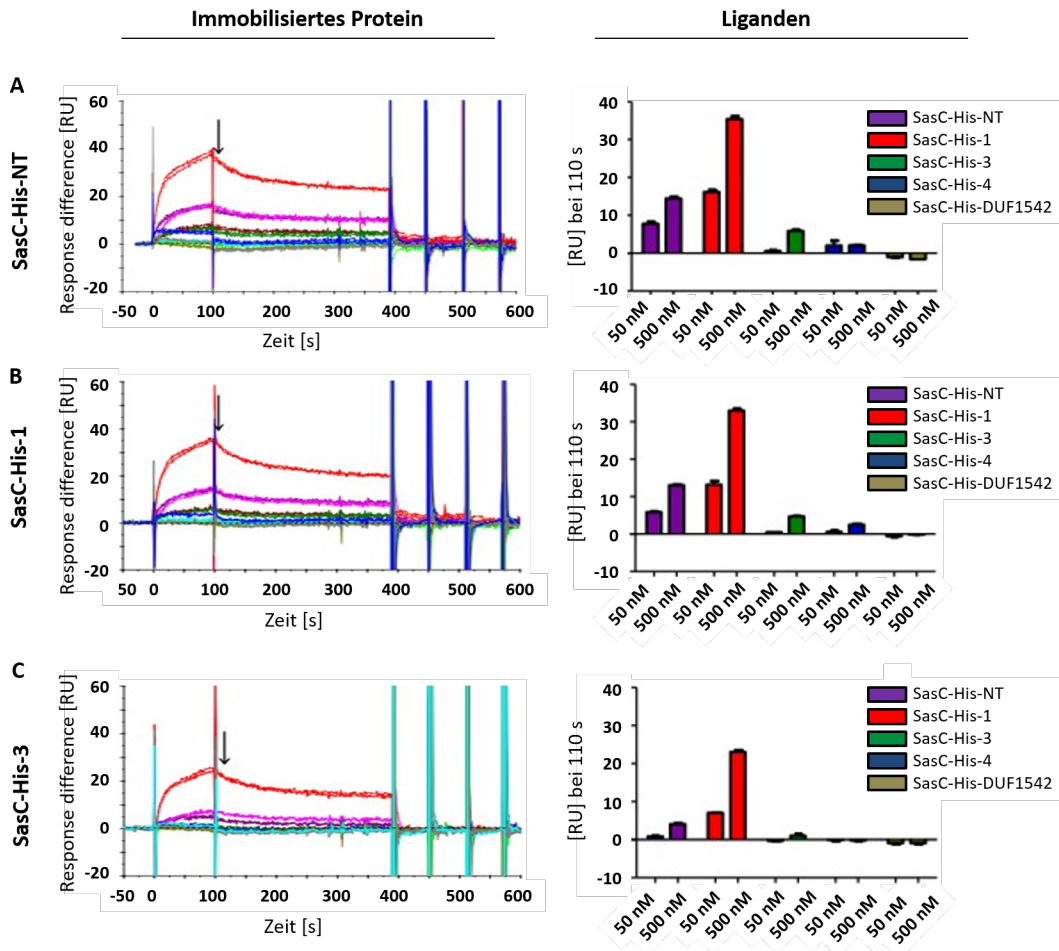 Immobilisiertes Protein
Liganden
A
SasC-His-NT
Response difference [RU]
60
40
20
0
-20
-50 0 100 200 300 400 500 600
Zeit [s]
[RU] bei 110 s
40
30
20
10
0
-10
50 nM 500 nM 50 nM 500 nM 50 nM 500 nM 50 nM 500 nM 50 nM 500 nM
SasC-His-NT
SasC-His-1
SasC-His-3
SasC-His-4
SasC-His-DUF1542
B
SasC-His-1
Response difference [RU]
60
40
20
0
-20
50 0 100 200 300 400 500 600
Zeit [s]
[RU] bei 110 s
40
30
20
10
0
-10
50 nM 500 nM 50 nM 500 nM 50 nM 500 nM 50 nM 500 nM 50 nM 500 nM
SasC-His-NT
SasC-His-1
SasC-His-3
SasC-His-4
SasC-His-DUF1542
C
SasC-His-3
Response difference [RU]
60
40
20
0
-20
-50 0 100 200 300 400 500 600
Zeit [s]
[RU] bei 110 s
40
30
20
10
0
-10
50 nM 500 nM 50 nM 500 nM 50 nM 500 nM 50 nM 500 nM 50 nM 500 nM
SasC-His-NT
SasC-His-1
SasC-His-3
SasC-His-4
SasC-His-DUF1542